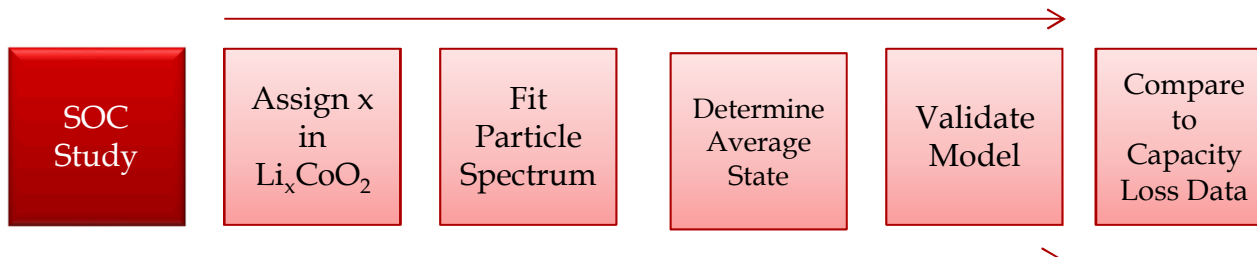 SOC
Study
Assign x
in
LiₓCoO₂
Fit
Particle
Spectrum
Determine
Average
State
Validate
Model
Compare
to
Capacity
Loss Data